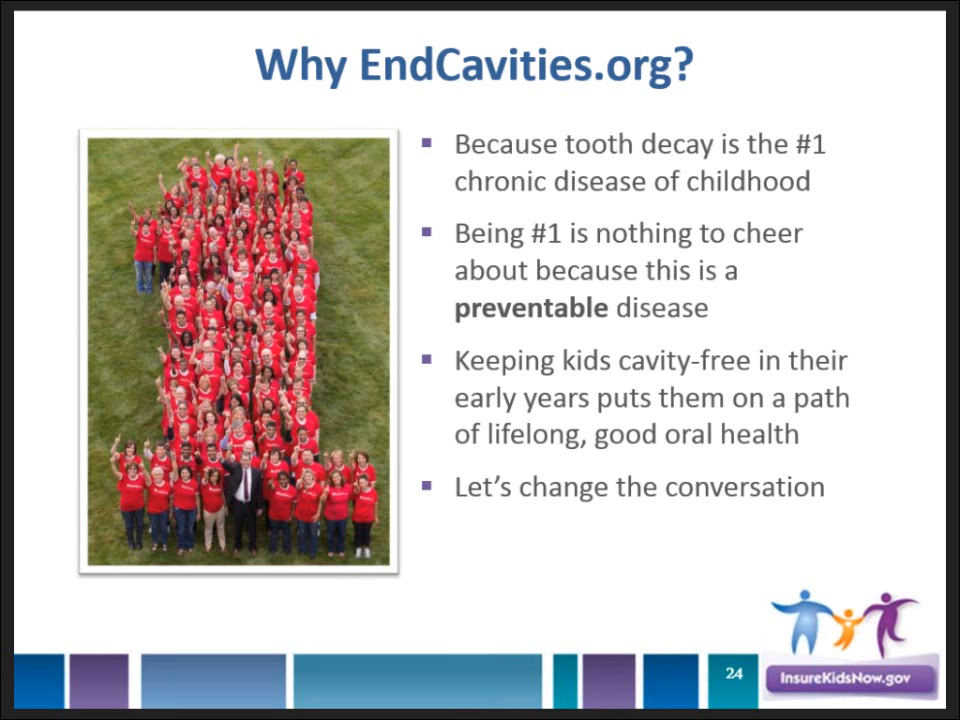 Why EndCavities.org?
▪ Because tooth decay is the #1
chronic disease of childhood
▪ Being #1 is nothing to cheer
about because this is a
preventable disease
▪ Keeping kids cavity-free in their
early years puts them on a path
of lifelong, good oral health
▪ Let's change the conversation
24
InsureKidsNow.gov